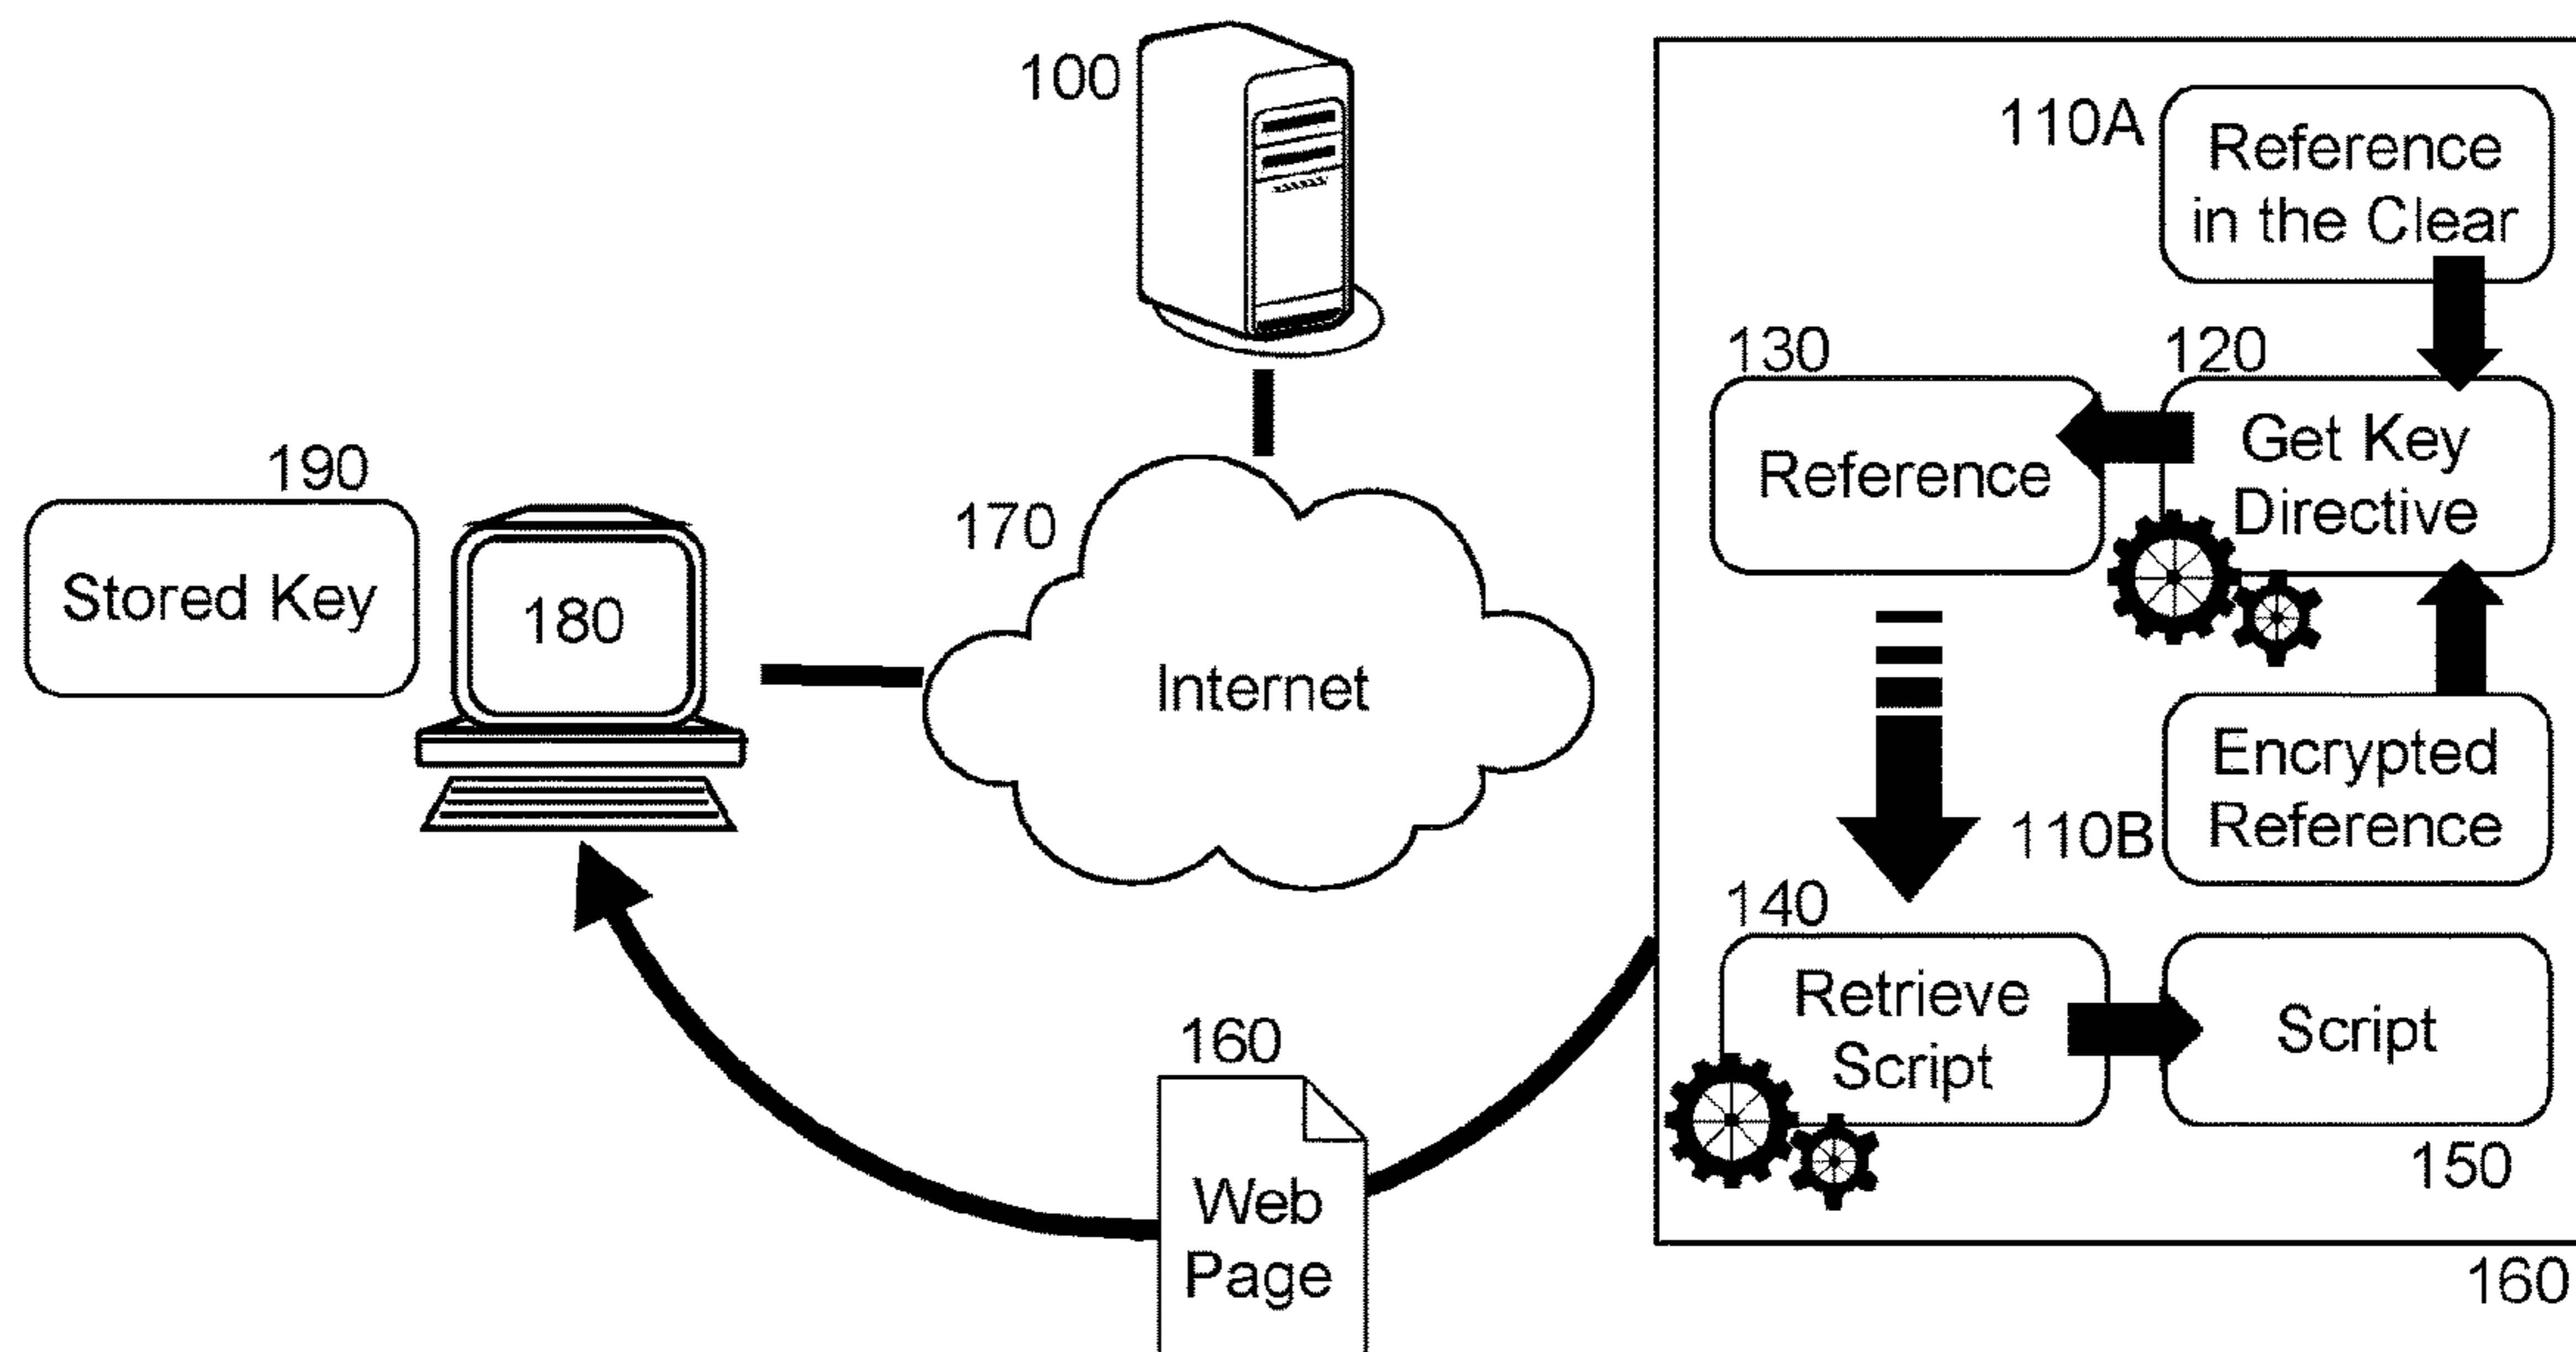 100
110A
Reference
in the Clear
130
120
Reference
Get Key
Directive
190
Stored Key
180
170
Internet
110B
Encrypted
Reference
140
Retrieve
Script
Script
150
160
Web
Page
160